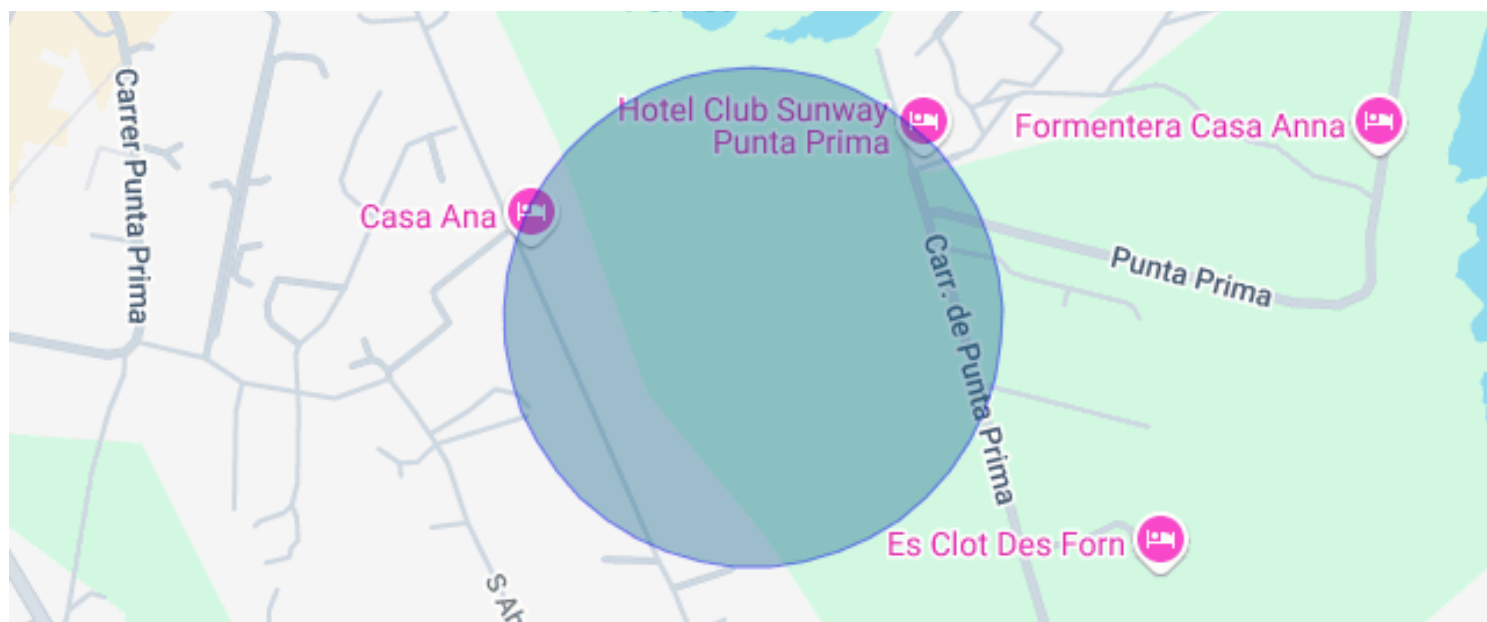 Carrer Punta Prima
Hotel Club Sunway
Punta Prima
Formentera Casa Anna
Casa Ana
Carr. de Punta Prima
Punta Prima
Es Clot Des Forn